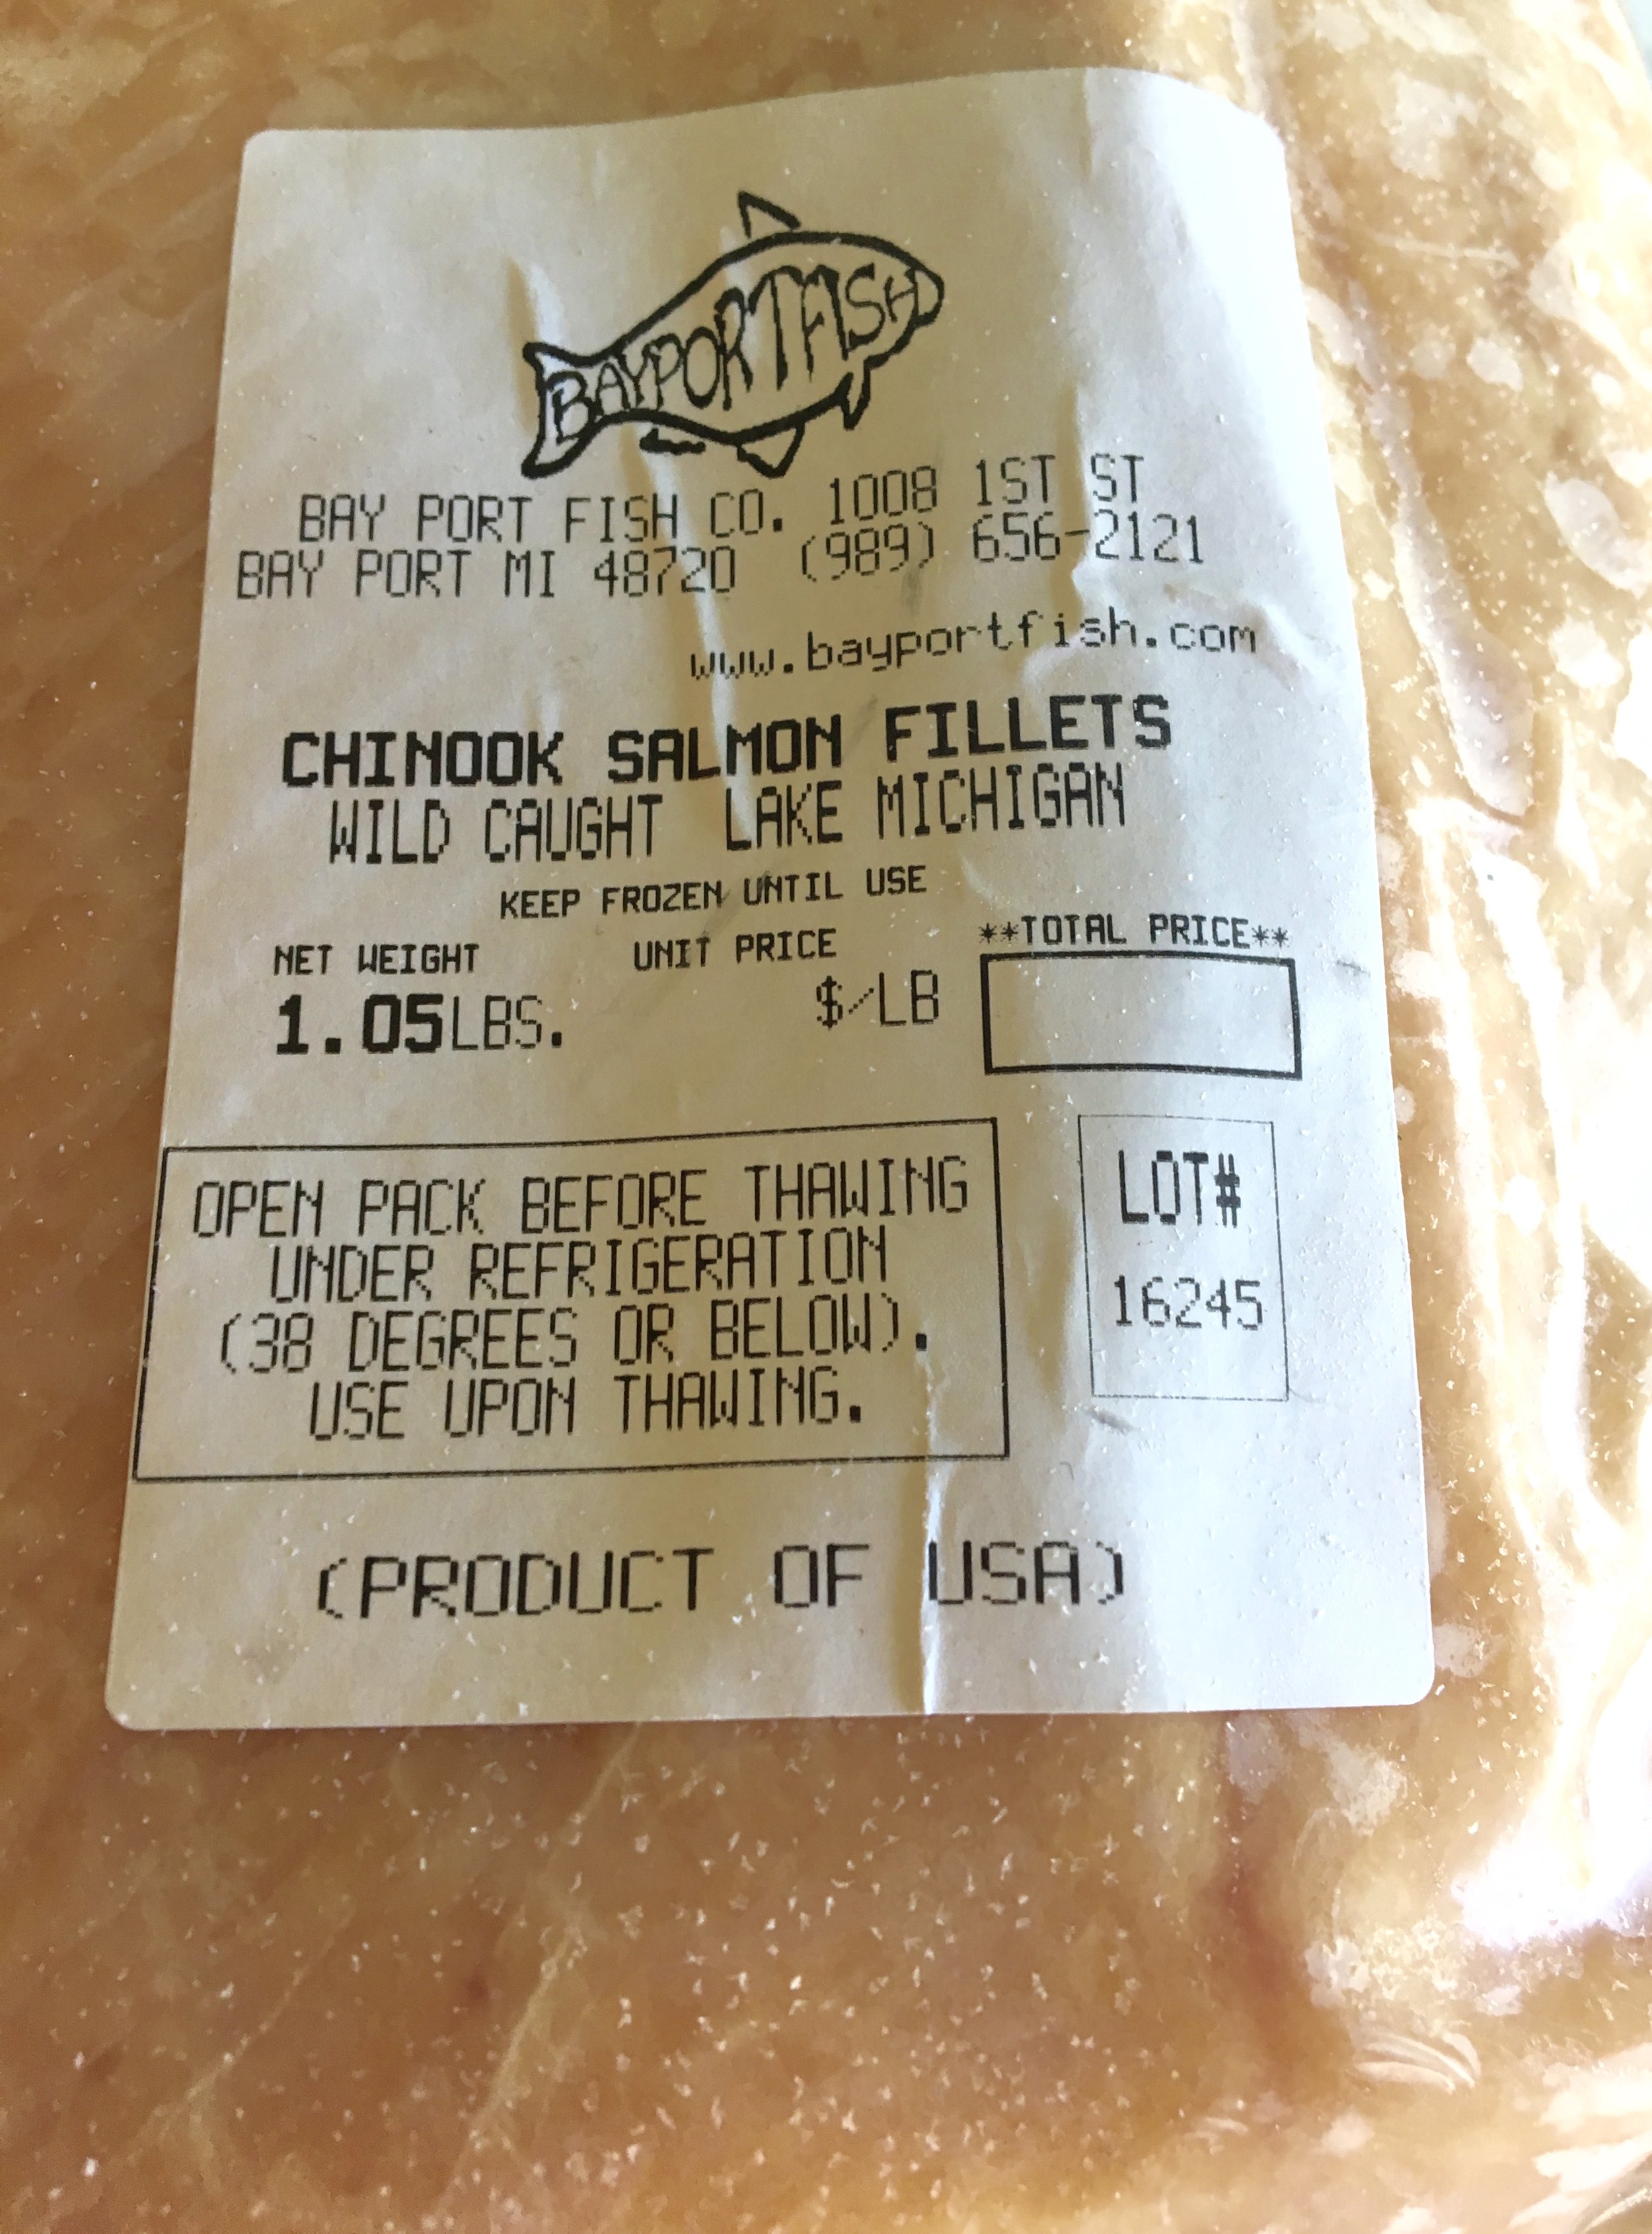 BAYPORTFISH
BAY PORT FISH CO. 1008 1ST ST
BAY PORT MI 48720 (989) 656-2121
www.bayportfish.com
CHINOOK SALMON FILLETS
WILD CAUGHT LAKE MICHIGAN
KEEP FROZEN UNTIL USE
NET WEIGHT UNIT PRICE **TOTAL PRICE**
1.05LBS. $/LB
OPEN PACK BEFORE THAWING
UNDER REFRIGERATION
(38 DEGREES OR BELOW).
USE UPON THAWING.
LOT#
16245
(PRODUCT OF USA)